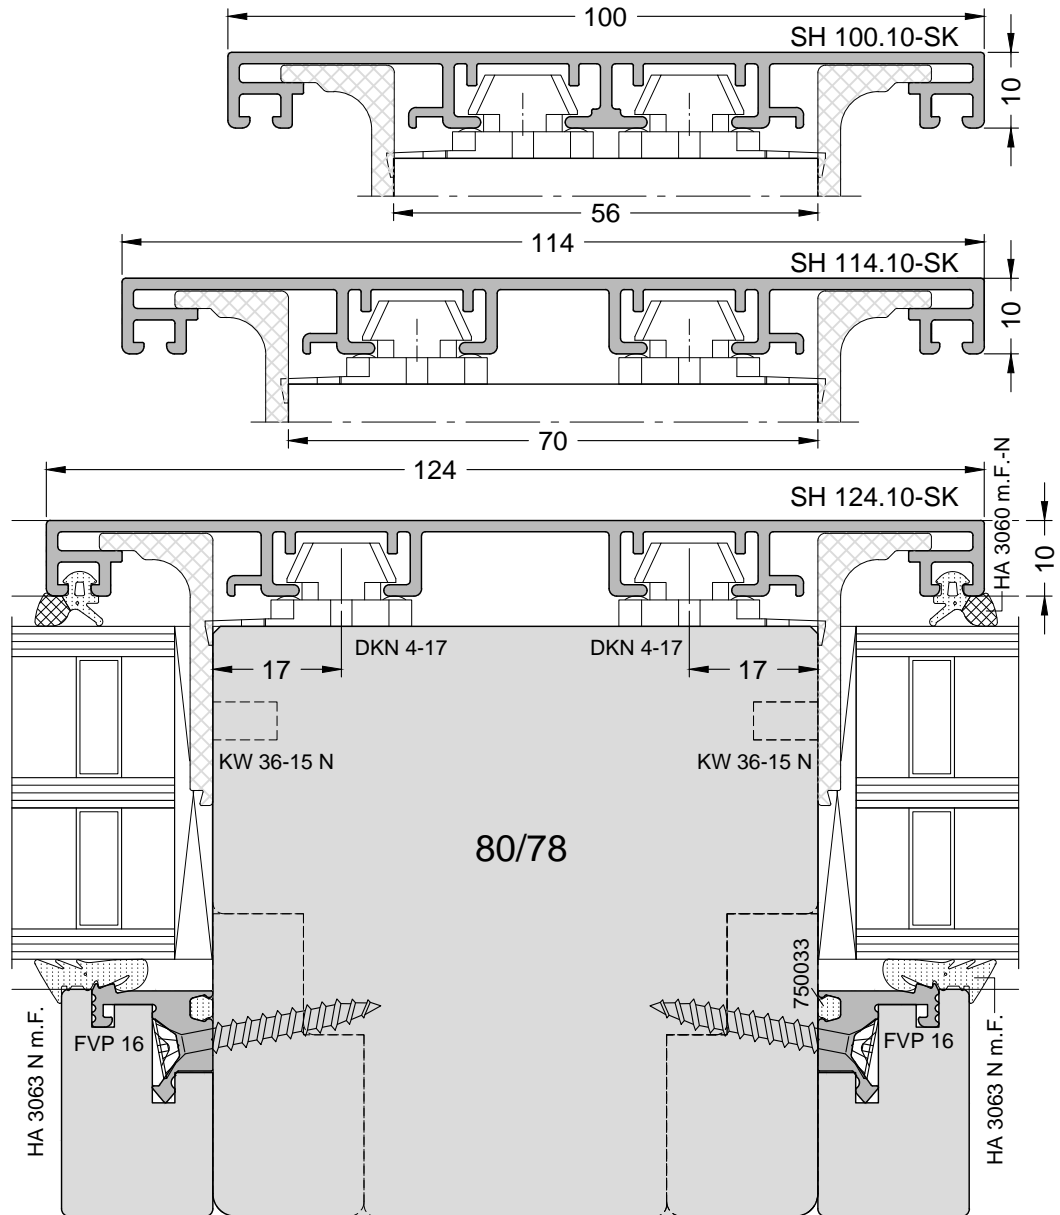 100
SH 100.10-SK
10
56
114
SH 114.10-SK
10
70
124
SH 124.10-SK
HA 3060 m.F.-N
10
DKN 4-17
DKN 4-17
17
17
KW 36-15 N
KW 36-15 N
80/78
750033
FVP 16
FVP 16
HA 3063 N m.F.
HA 3063 N m.F.